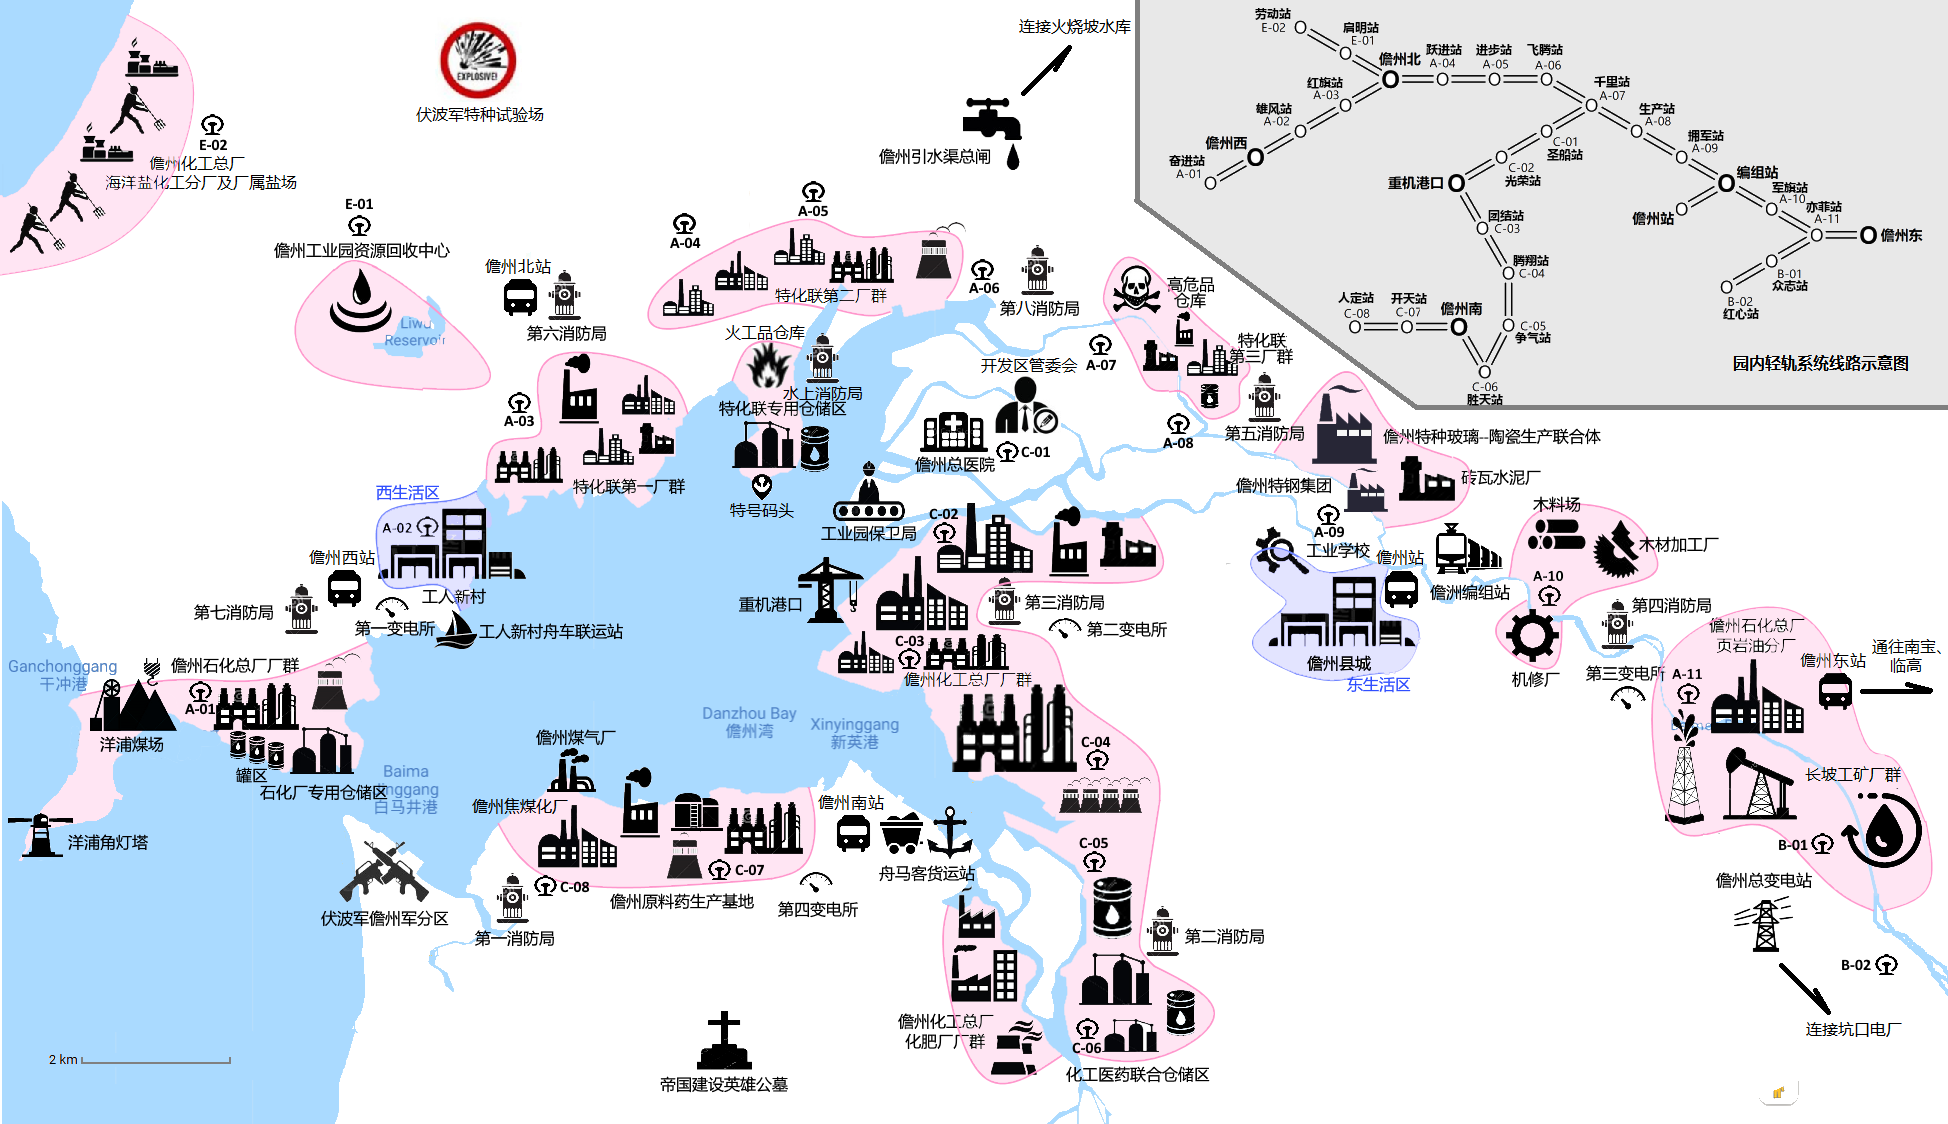 连接火烧坡水库
EXPLOSIVE!
伏波军特种试验场
儋州引水渠总闸
E-02
儋州化工总厂
海洋盐化工分厂及厂属盐场
E-01
儋州工业园资源回收中心
Liwu
Reservoir
儋州北站
第六消防局
A-04
A-05
A-06
特化联第二厂群
第八消防局
高危品
仓库
火工品仓库
水上消防局
特化联专用仓储区
特号码头
A-03
特化联第一厂群
开发区管委会
A-07
特化联
第三厂群
A-08
第五消防局
儋州总医院
C-01
儋州特种玻璃--陶瓷生产联合体
砖瓦水泥厂
儋州特钢集团
A-09
工业学校
儋州站
儋洲编组站
木料场
木材加工厂
A-10
西生活区
A-02
儋州西站
工人新村
第七消防局
第一变电所
工人新村舟车联运站
工业园保卫局
C-02
重机港口
第三消防局
第二变电所
C-03
儋州化工总厂厂群
儋州县城
东生活区
机修厂
第四消防局
第三变电所
儋州石化总厂
页岩油分厂
A-11
儋州东站
通往南宝、
临高
长坡工矿厂群
B-01
儋州总变电站
B-02
连接坑口电厂
Ganchonggang
干冲港
儋州石化总厂厂群
A-01
洋浦煤场
罐区
石化厂专用仓储区
洋浦角灯塔
Baima
Jinggang
白马井港
Danzhou Bay
儋州湾
Xinyinggang
新英港
C-04
儋州煤气厂
儋州焦煤化厂
C-07
C-08
儋州原料药生产基地
第四变电所
儋州南站
舟马客货运站
C-05
伏波军儋州军分区
第一消防局
第二消防局
儋州化工总厂
化肥厂厂群
C-06
化工医药联合仓储区
帝国建设英雄公墓
2 km
劳动站
E-02
启明站
E-01
儋州北
跃进站
A-04
进步站
A-05
飞腾站
A-06
红旗站
A-03
雄风站
A-02
儋州西
奋进站
A-01
千里站
A-07
生产站
A-08
拥军站
A-09
编组站
儋州站
军旗站
A-10
亦菲站
A-11
儋州东
B-01
众志站
B-02
红心站
C-01
圣船站
C-02
光荣站
重机港口
团结站
C-03
腾翔站
C-04
C-05
争气站
C-06
胜天站
儋州南
开天站
C-07
人定站
C-08
园内轻轨系统线路示意图